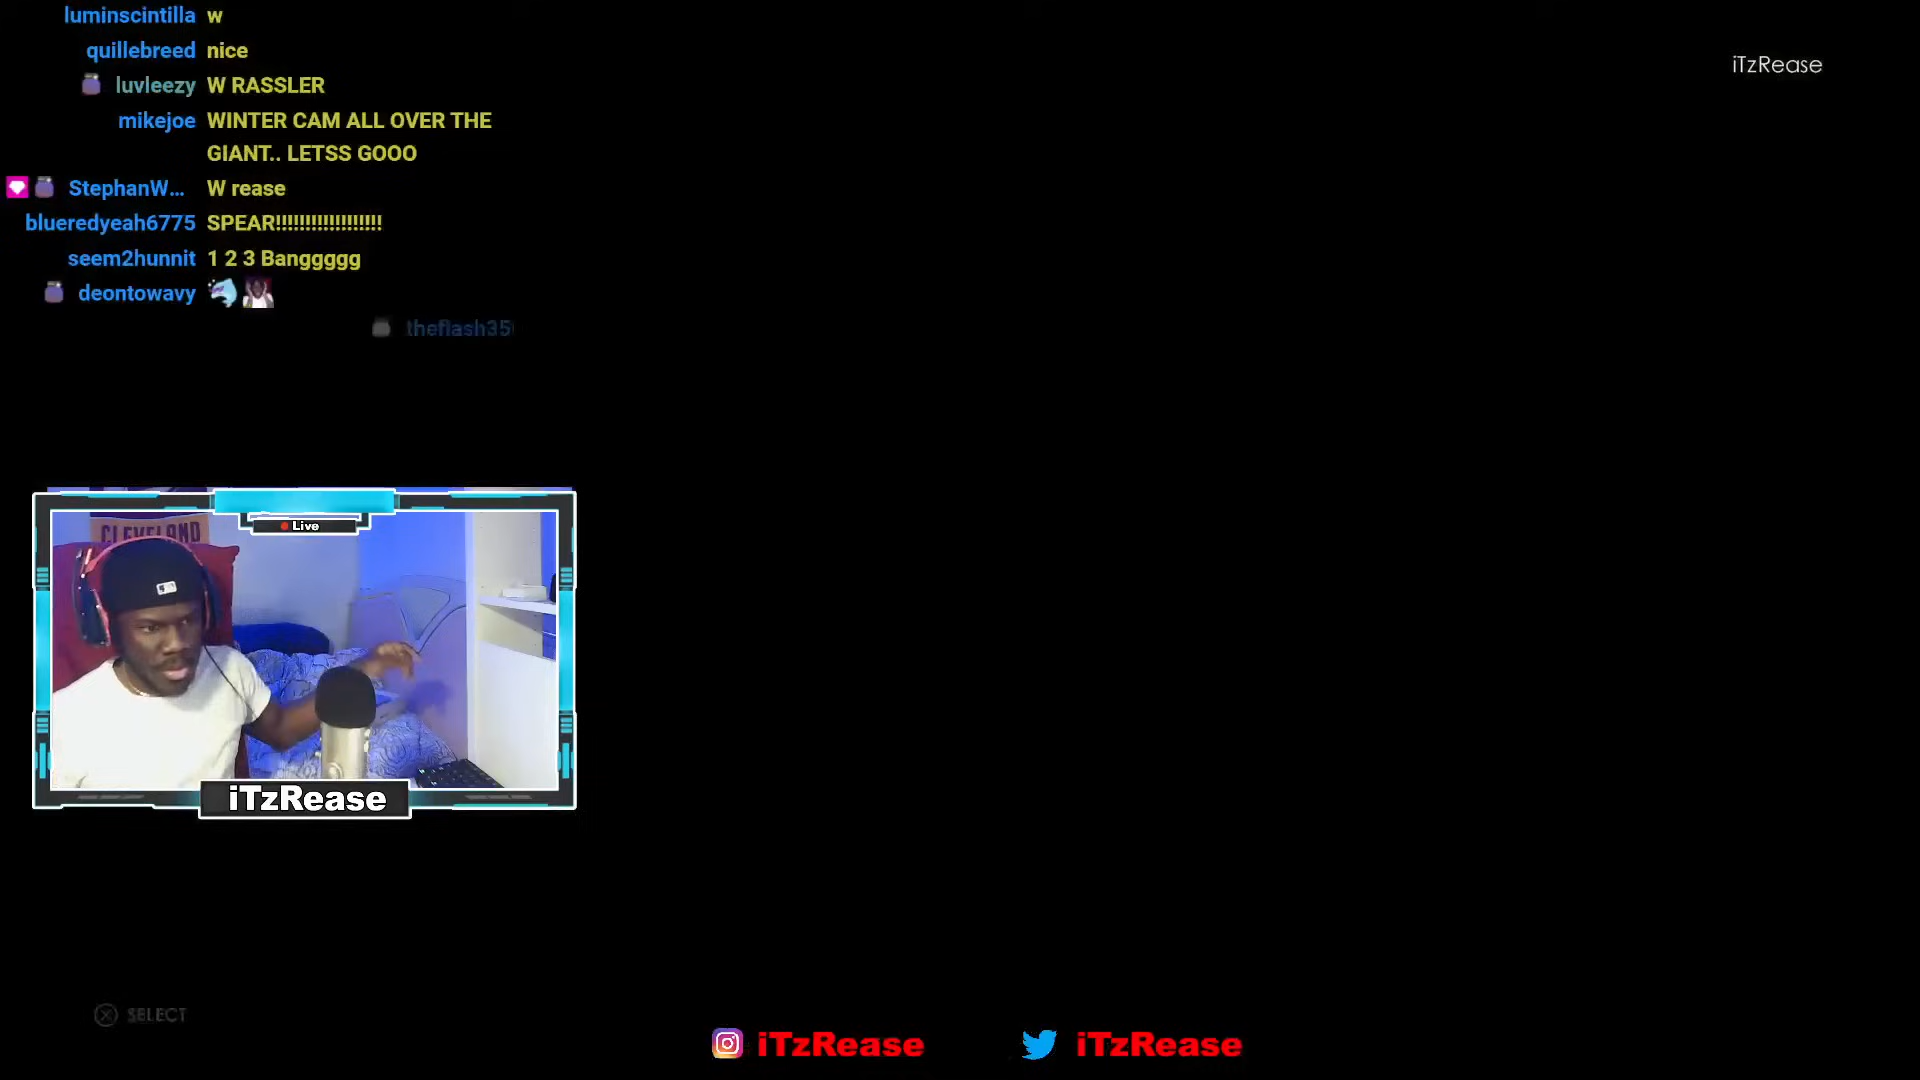 luminscintilla w
quillebreed nice
luvleezy W RASSLER
mikejoe WINTER CAM ALL OVER THE
GIANT.. LETSS GOOO
StephanW... W rease
blueredyeah6775 SPEAR!!!!!!!!!!!!!!!!!!
seem2hunnit 1 2 3 Banggggg
deontowavy
theflash35
iTzRease
CLEVELAND
Live
iTzRease
SELECT
iTzRease
iTzRease